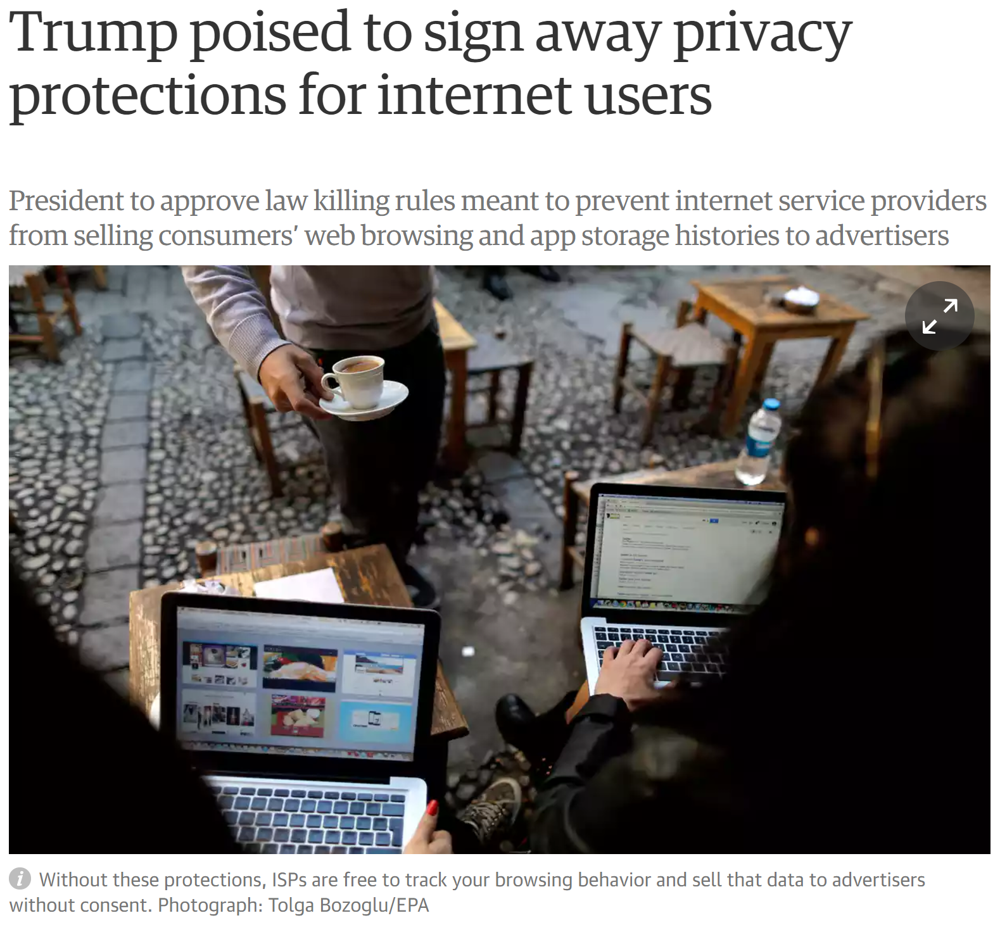 Trump poised to sign away privacy
protections for internet users
President to approve law killing rules meant to prevent internet service providers
from selling consumers’ web browsing and app storage histories to advertisers
Without these protections, ISPs are free to track your browsing behavior and sell that data to advertisers
without consent. Photograph: Tolga Bozoglu/EPA